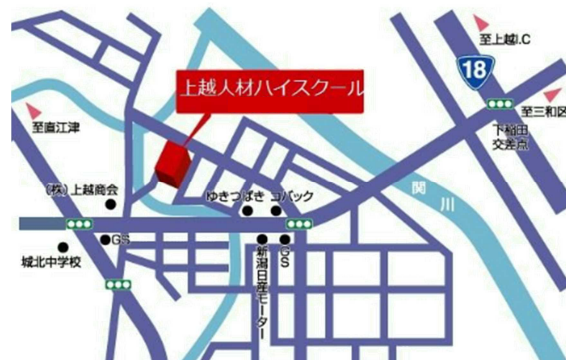 至上越I.C
18
上越人材ハイスクール
至三和区
至直江津
下稲田
交差点
関川
(株)上越商会
ゆきつばき
コバック
GS
城北中学校
新潟日産モーター
GS